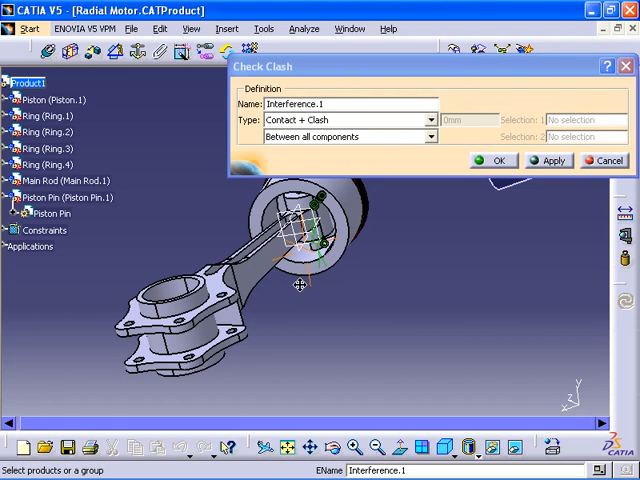 CATIA V5 - [Radial Motor.CATProduct]
Start ENOVIA V5 VPM File Edit View Insert Tools Analyze Window Help
Check Clash
Definition
Name: Interference.1
Type: Contact + Clash 0mm Selection: 1 No selection
Between all components Selection: 2 No selection
OK Apply Cancel
Product1
Piston (Piston.1)
Ring (Ring.1)
Ring (Ring.2)
Ring (Ring.3)
Ring (Ring.4)
Main Rod (Main Rod.1)
Piston Pin (Piston Pin.1)
Piston Pin
Constraints
Applications
y
z
x
CATIA
Select products or a group EName Interference.1